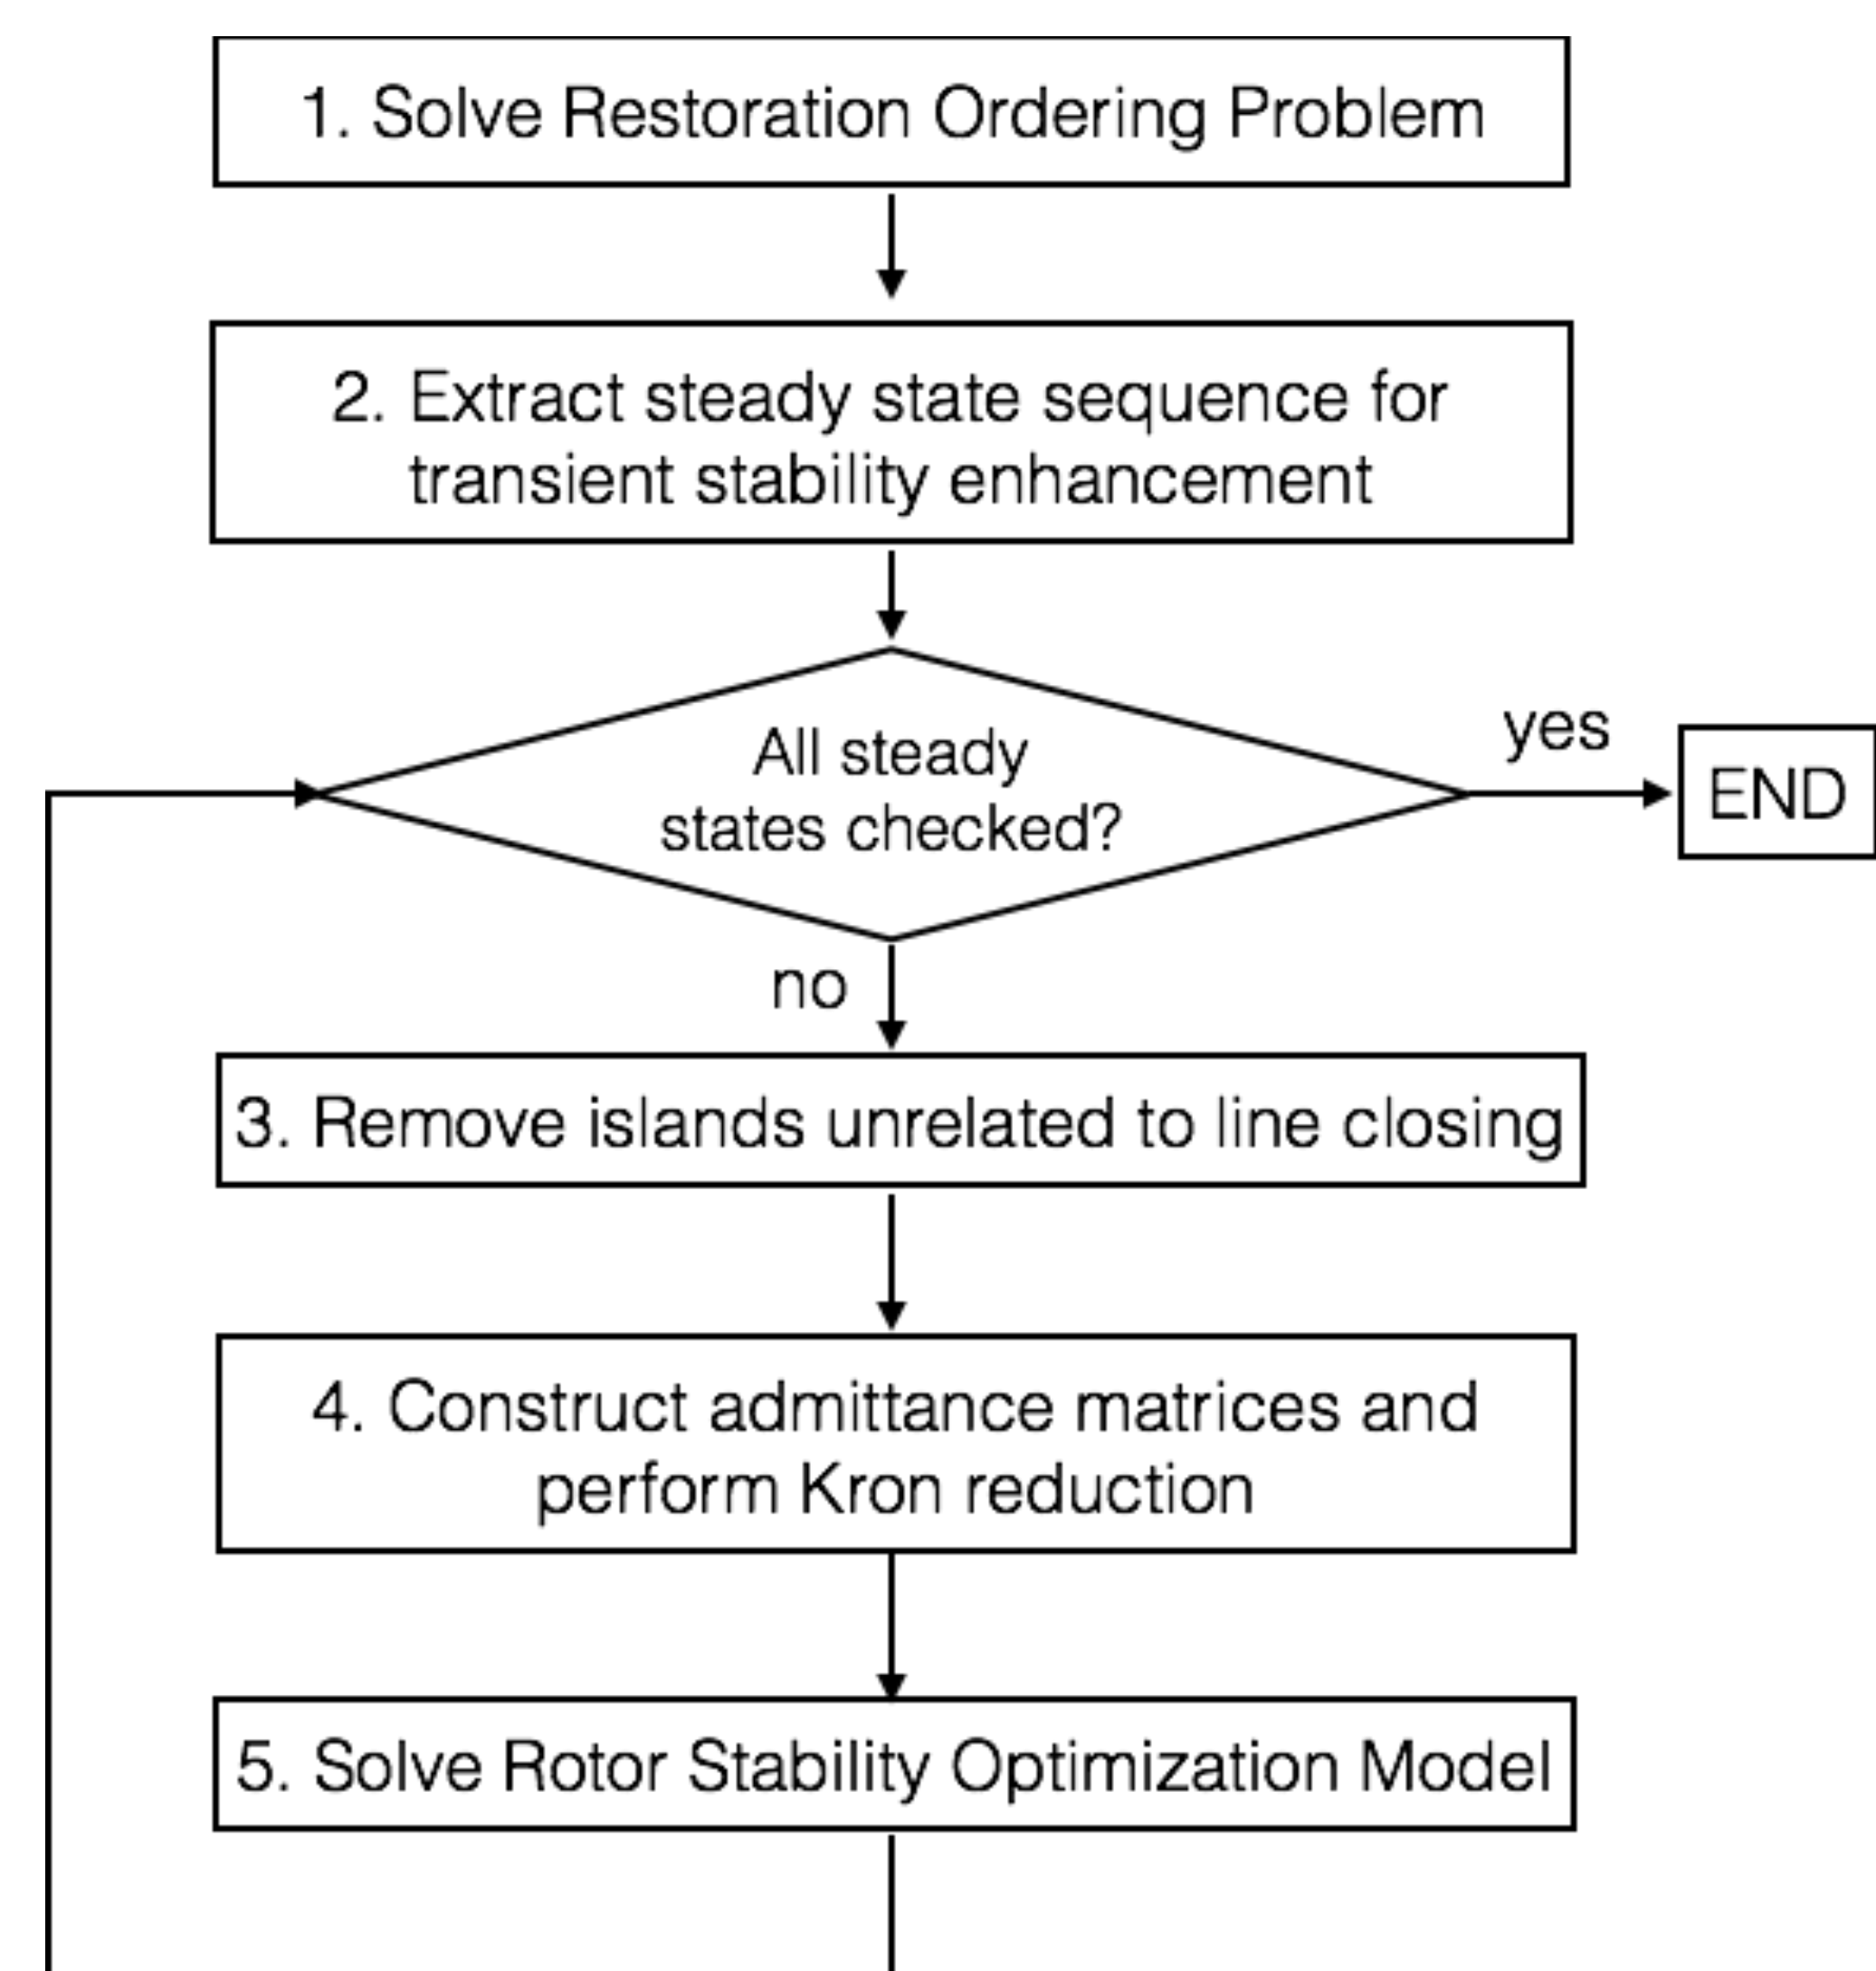 1. Solve Restoration Ordering Problem
2. Extract steady state sequence for
transient stability enhancement
All steady
states checked?
yes
END
no
3. Remove islands unrelated to line closing
4. Construct admittance matrices and
perform Kron reduction
5. Solve Rotor Stability Optimization Model